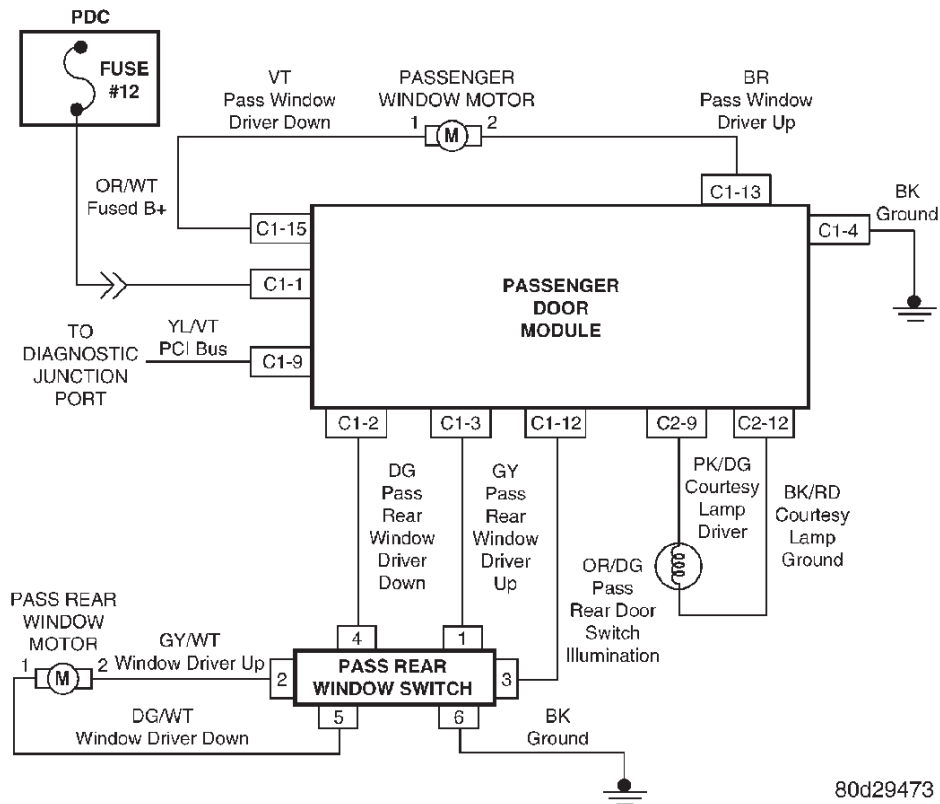 PDC
FUSE
#12
VT
Pass Window
Driver Down
PASSENGER
WINDOW MOTOR
1 M 2
BR
Pass Window
Driver Up
OR/WT
Fused B+
C1-13
BK
Ground
C1-15
C1-4
C1-1
PASSENGER
DOOR
MODULE
TO
DIAGNOSTIC
JUNCTION
PORT
YL/VT
PCI Bus
C1-9
C1-2
C1-3
C1-12
C2-9
C2-12
DG
Pass
Rear
Window
Driver
Down
GY
Pass
Rear
Window
Driver
Up
PK/DG
Courtesy
Lamp
Driver
BK/RD
Courtesy
Lamp
Ground
OR/DG
Pass
Rear Door
Switch
Illumination
PASS REAR
WINDOW
MOTOR
1 M 2
GY/WT
Window Driver Up
4
1
2
PASS REAR
WINDOW SWITCH
3
5
6
DG/WT
Window Driver Down
BK
Ground
80d29473